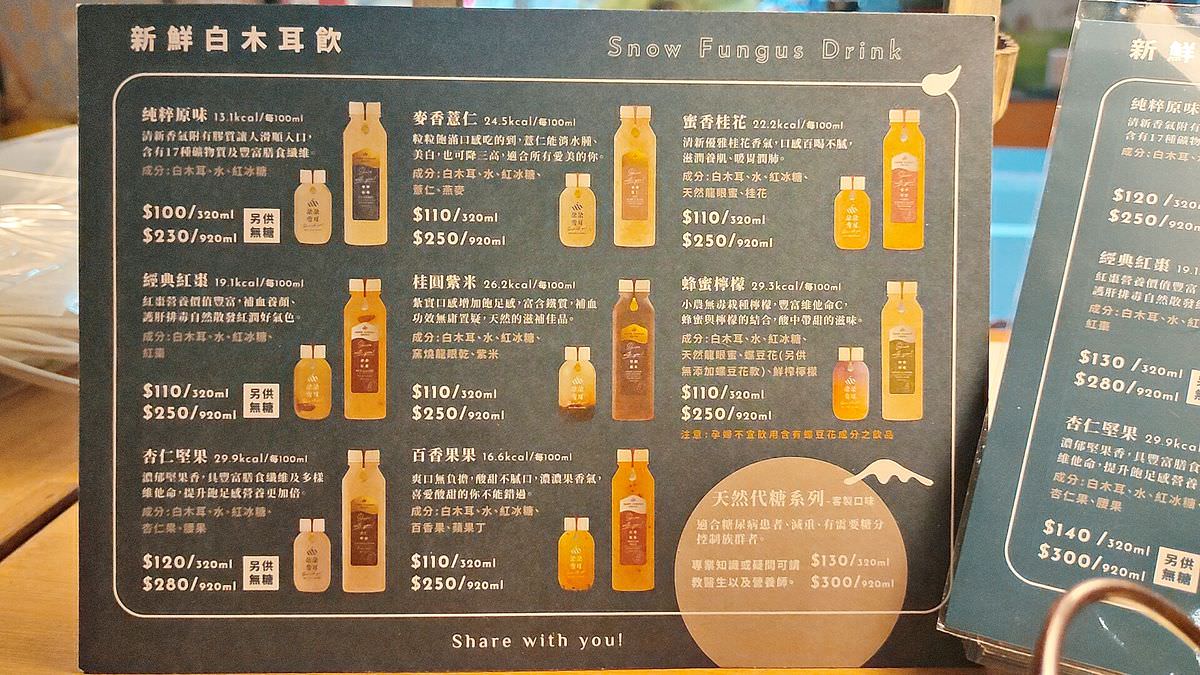 新鮮白木耳飲
Snow Fungus Drink
純粹原味 13.1kcal/每100ml
清新香氣附有膠質讓人滑順入口，
含有17種礦物質及豐富膳食纖維。
成分：白木耳、水、紅冰糖
$100/320ml
$230/920ml
另供
無糖
麥香薏仁 24.5kcal/每100ml
粒粒飽滿口感吃的到，薏仁能消水腫、
美白，也可降三高，適合所有愛美的你。
成分：白木耳、水、紅冰糖、
薏仁、燕麥
$110/320ml
$250/920ml
蜜香桂花 22.2kcal/每100ml
清新優雅桂花香氣，口感百喝不膩，
滋潤養肌、暖胃潤肺。
成分：白木耳、水、紅冰糖、
天然龍眼蜜、桂花
$110/320ml
$250/920ml
經典紅棗 19.1kcal/每100ml
紅棗營養價值豐富，補血養顏、
護肝排毒自然散發紅潤好氣色。
成分：白木耳、水、紅冰糖、
紅棗
$110/320ml
$250/920ml
另供
無糖
桂圓紫米 26.2kcal/每100ml
紮實口感增加飽足感，富含鐵質，補血
功效無庸置疑，天然的滋補佳品。
成分：白木耳、水、紅冰糖、
窯燒龍眼乾、紫米
$110/320ml
$250/920ml
蜂蜜檸檬 29.3kcal/每100ml
小農無毒栽種檸檬，豐富維他命C，
蜂蜜與檸檬的結合，酸中帶甜的滋味。
成分：白木耳、水、紅冰糖、
天然龍眼蜜、蝶豆花(另供
無添加蝶豆花款)、鮮榨檸檬
$110/320ml
$250/920ml
注意：孕婦不宜飲用含有蝶豆花成分之飲品
杏仁堅果 29.9kcal/每100ml
濃郁堅果香，具豐富膳食纖維及多樣
維他命，提升飽足感營養更加倍。
成分：白木耳、水、紅冰糖、
杏仁果、腰果
$120/320ml
$280/920ml
另供
無糖
百香果果 16.6kcal/每100ml
爽口無負擔，酸甜不膩口，濃濃果香氣，
喜愛酸甜的你不能錯過。
成分：白木耳、水、紅冰糖、
百香果、蘋果丁
$110/320ml
$250/920ml
天然代糖系列-客製口味
適合糖尿病患者、減重、有需要糖分
控制族群者。
專業知識或疑問可請
教醫生以及營養師。
$130/320ml
$300/920ml
Share with you!
新鮮
純粹原味
清新香氣附
含有17種礦物
成分：白木耳、
$120/320
$250/920m
經典紅棗 19.1
紅棗營養價值豐富
護肝排毒自然散發
成分：白木耳、水、
紅棗
$130/320ml
$280/920ml
杏仁堅果 29.9kcal
濃郁堅果香，具豐富膳
維他命，提升飽足感營養
成分：白木耳、水、紅冰糖
杏仁果、腰果
$140/320ml
$300/920ml
另供
無糖